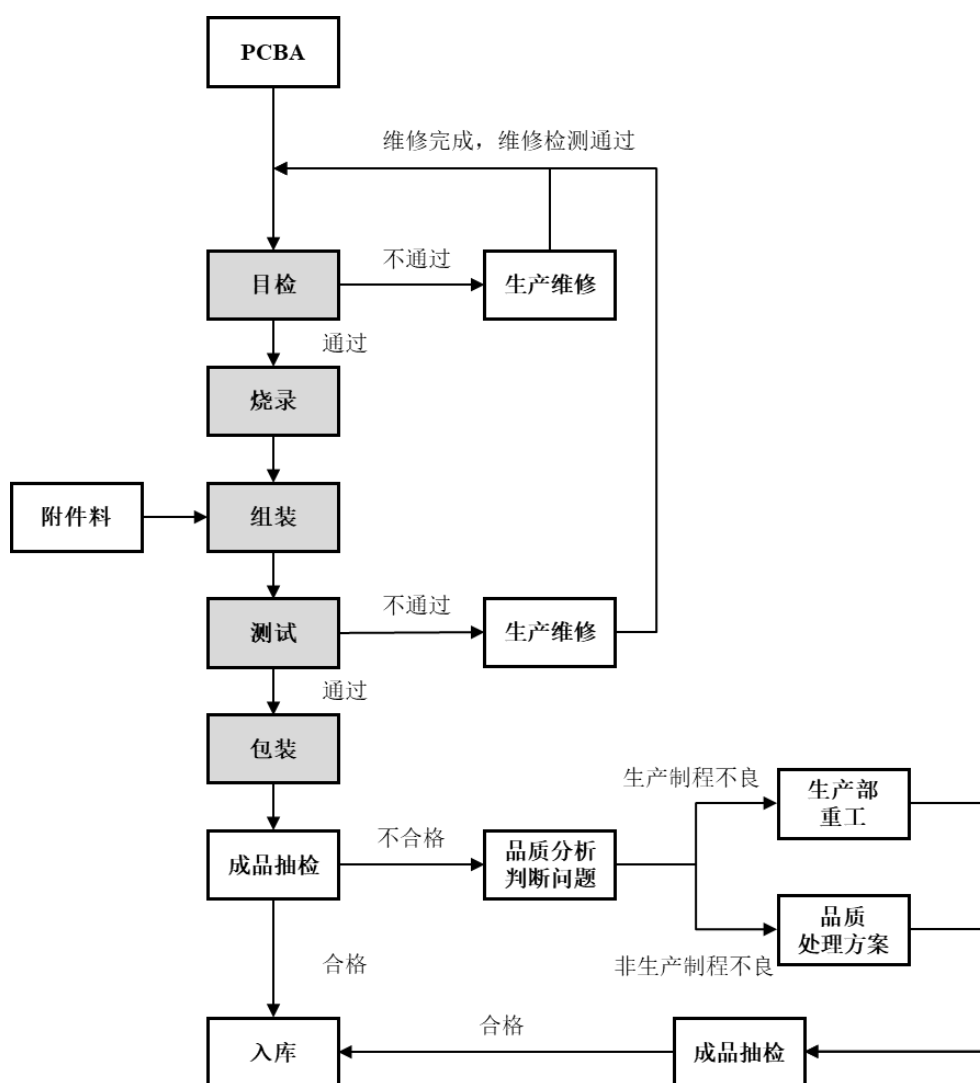 PCBA
维修完成，维修检测通过
不通过
目检
生产维修
通过
烧录
附件料
组装
不通过
测试
生产维修
通过
包装
生产制程不良
生产部
重工
不合格
成品抽检
品质分析
判断问题
品质
处理方案
非生产制程不良
合格
合格
入库
成品抽检